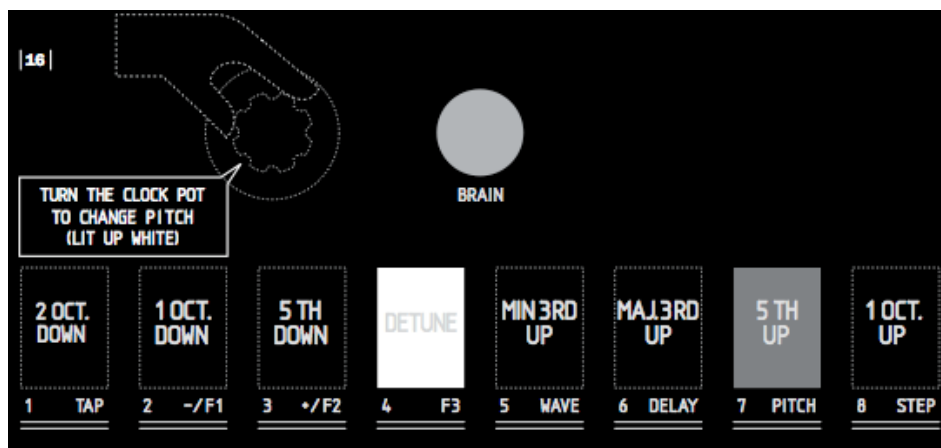 |16|
TURN THE CLOCK POT
TO CHANGE PITCH
(LIT UP WHITE)
BRAIN
2 OCT.
DOWN
1 OCT.
DOWN
5 TH
DOWN
DETUNE
MIN 3RD
UP
MAJ.3RD
UP
5 TH
UP
1 OCT.
UP
1 TAP
2 -/F1
3 +/F2
4 F3
5 WAVE
6 DELAY
7 PITCH
8 STEP